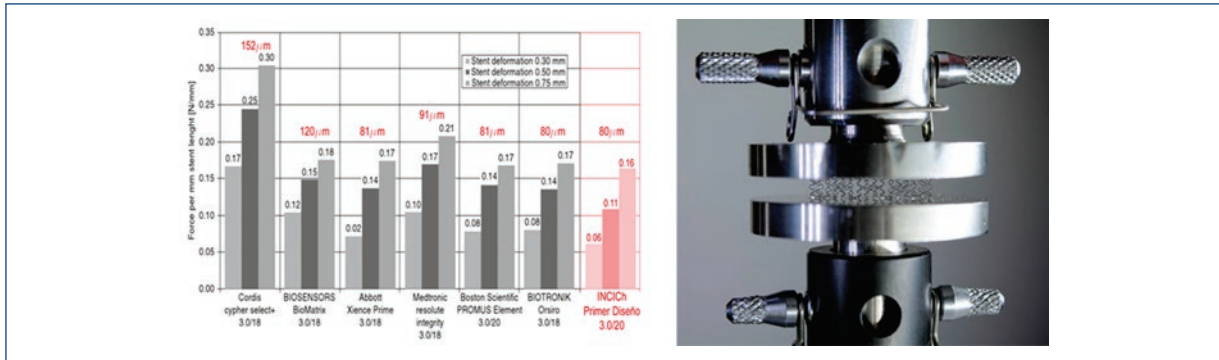 0.35
0.30
0.25
0.20
0.15
0.10
0.05
0.00
Force per mm stent lenght [N/mm]
Stent deformation 0.30 mm
Stent deformation 0.50 mm
Stent deformation 0.75 mm
152µm
0.17
0.25
0.30
120µm
0.12
0.15
0.18
81µm
0.02
0.14
0.17
91µm
0.10
0.17
0.21
81µm
0.08
0.14
0.17
80µm
0.08
0.14
0.17
80µm
0.06
0.11
0.16
Cordis
cypher select+
3.0/18
BIOSENSORS
BioMatrix
3.0/18
Abbott
Xience Prime
3.0/18
Medtronic
resolute
integrity
3.0/18
Boston Scientific
PROMUS Element
3.0/20
BIOTRONIK
Orsiro
3.0/18
INCICh
Primer Diseño
3.0/20